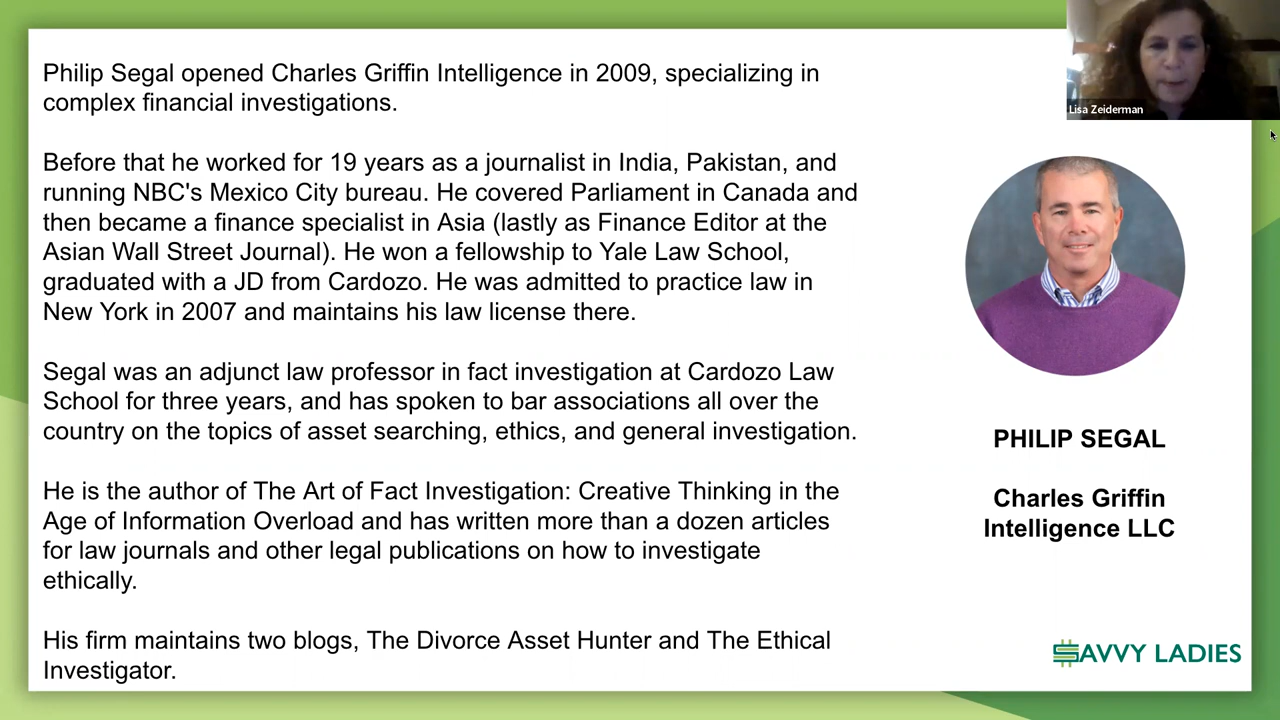 Philip Segal opened Charles Griffin Intelligence in 2009, specializing in
complex financial investigations.
Before that he worked for 19 years as a journalist in India, Pakistan, and
running NBC's Mexico City bureau. He covered Parliament in Canada and
then became a finance specialist in Asia (lastly as Finance Editor at the
Asian Wall Street Journal). He won a fellowship to Yale Law School,
graduated with a JD from Cardozo. He was admitted to practice law in
New York in 2007 and maintains his law license there.
Segal was an adjunct law professor in fact investigation at Cardozo Law
School for three years, and has spoken to bar associations all over the
country on the topics of asset searching, ethics, and general investigation.
He is the author of The Art of Fact Investigation: Creative Thinking in the
Age of Information Overload and has written more than a dozen articles
for law journals and other legal publications on how to investigate
ethically.
His firm maintains two blogs, The Divorce Asset Hunter and The Ethical
Investigator.
Lisa Zeiderman
PHILIP SEGAL
Charles Griffin
Intelligence LLC
SAVVY LADIES